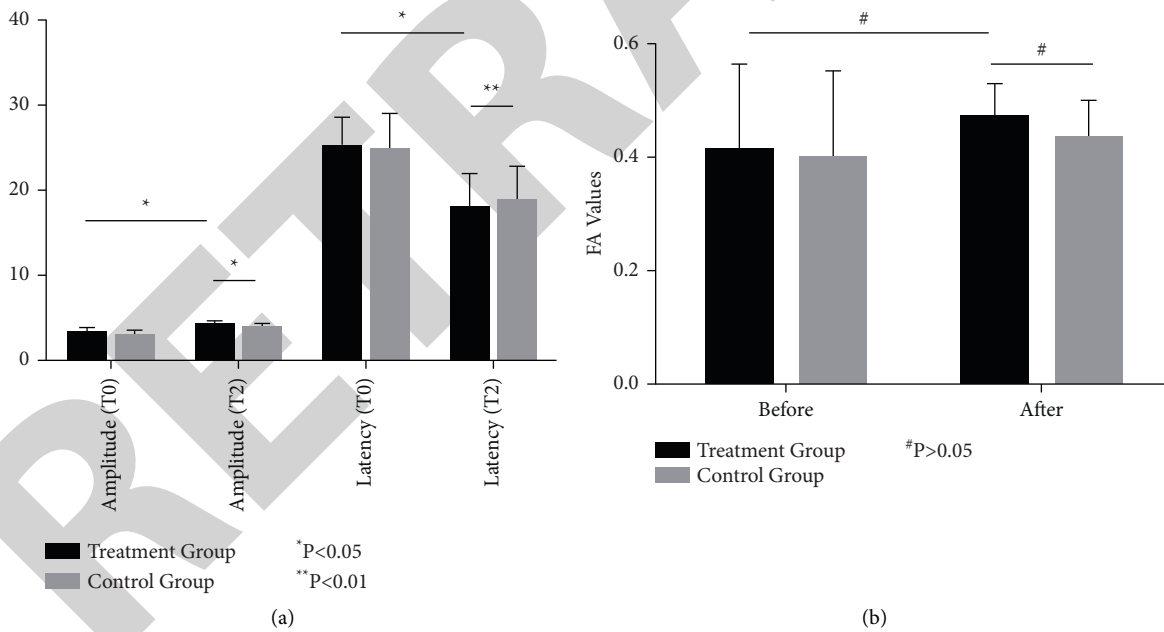 40
30
20
10
0
*
*
*
**
Amplitude (T0)
Amplitude (T2)
Latency (T0)
Latency (T2)
Treatment Group
Control Group
*P<0.05
**P<0.01
(a)
FA Values
0.6
0.4
0.2
0.0
#
#
Before
After
Treatment Group
Control Group
#P>0.05
(b)
RETRA